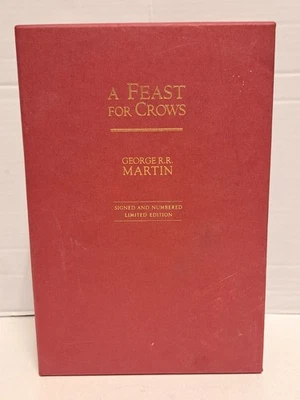 A FEAST
FOR CROWS
GEORGE R.R.
MARTIN
SIGNED AND NUMBERED
LIMITED EDITION